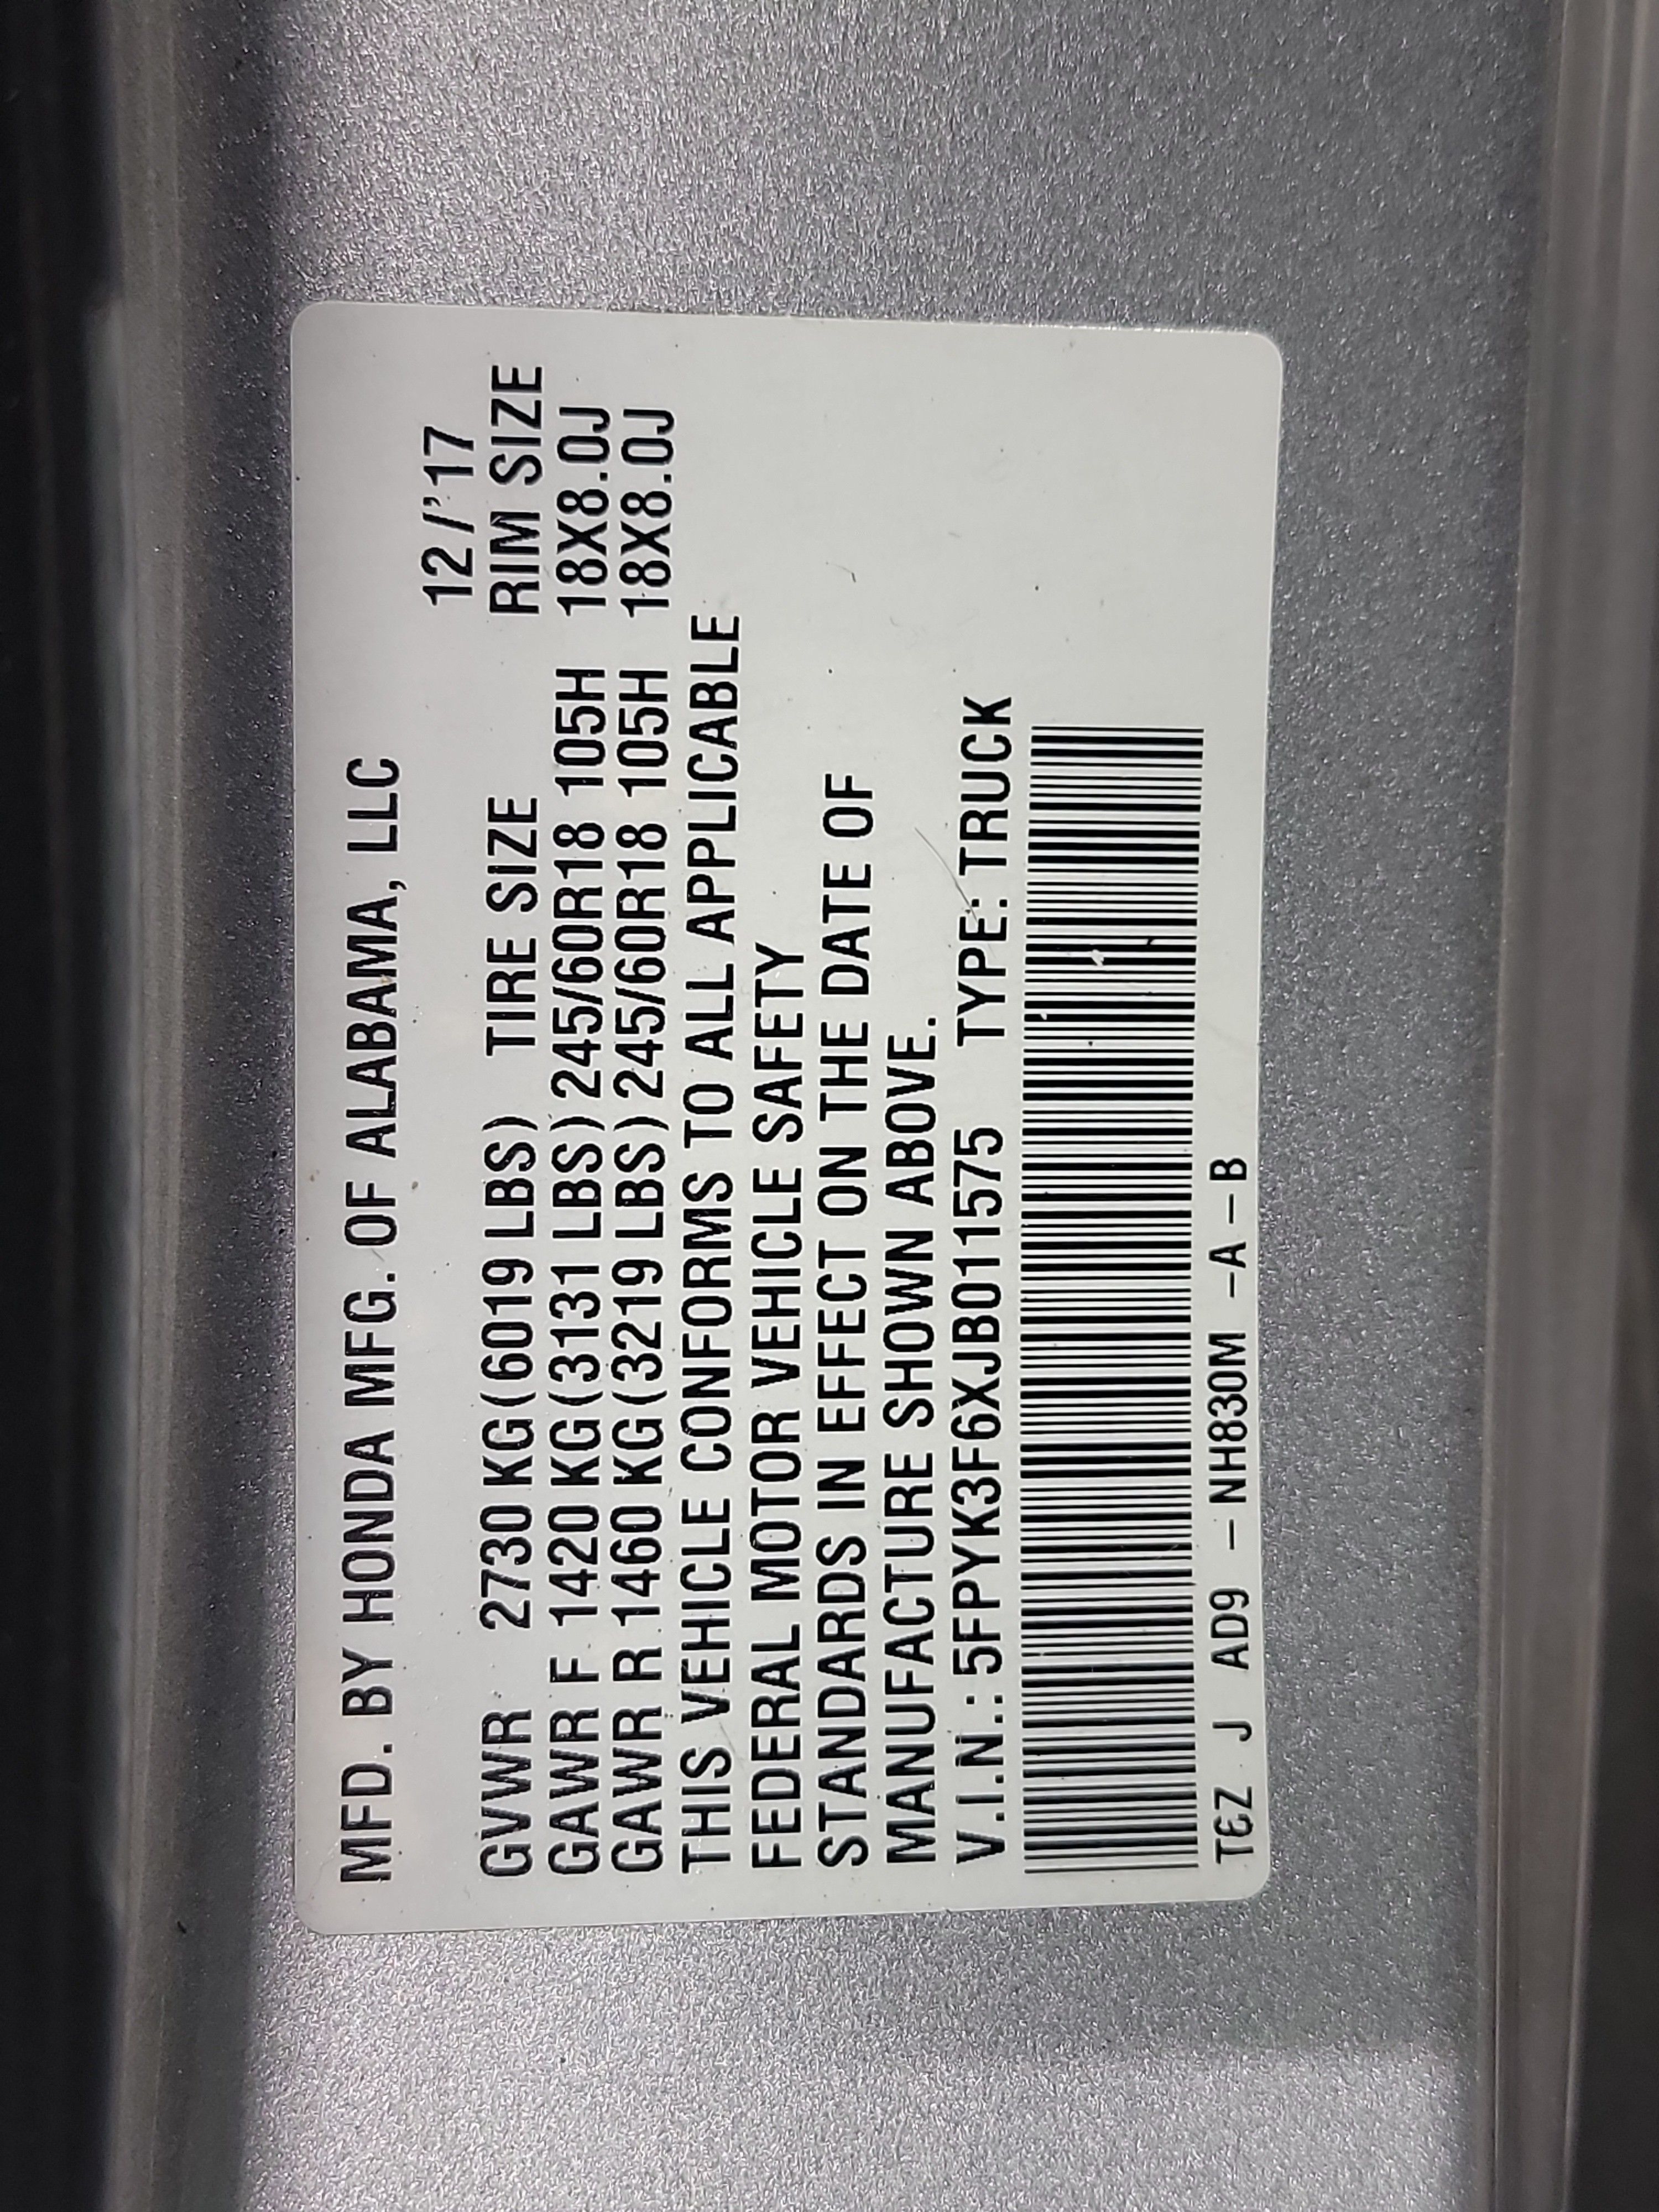 MFD. BY HONDA MFG. OF ALABAMA, LLC
12/'17
GVWR 2730 KG (6019 LBS) TIRE SIZE RIM SIZE
GAWR F 1420 KG (3131 LBS) 245/60R18 105H 18X8.0J
GAWR R 1460 KG (3219 LBS) 245/60R18 105H 18X8.0J
THIS VEHICLE CONFORMS TO ALL APPLICABLE
FEDERAL MOTOR VEHICLE SAFETY
STANDARDS IN EFFECT ON THE DATE OF
MANUFACTURE SHOWN ABOVE.
V.I.N.: 5FPYK3F6XJB011575 TYPE: TRUCK
T6Z J AD9 – NH830M –A–B